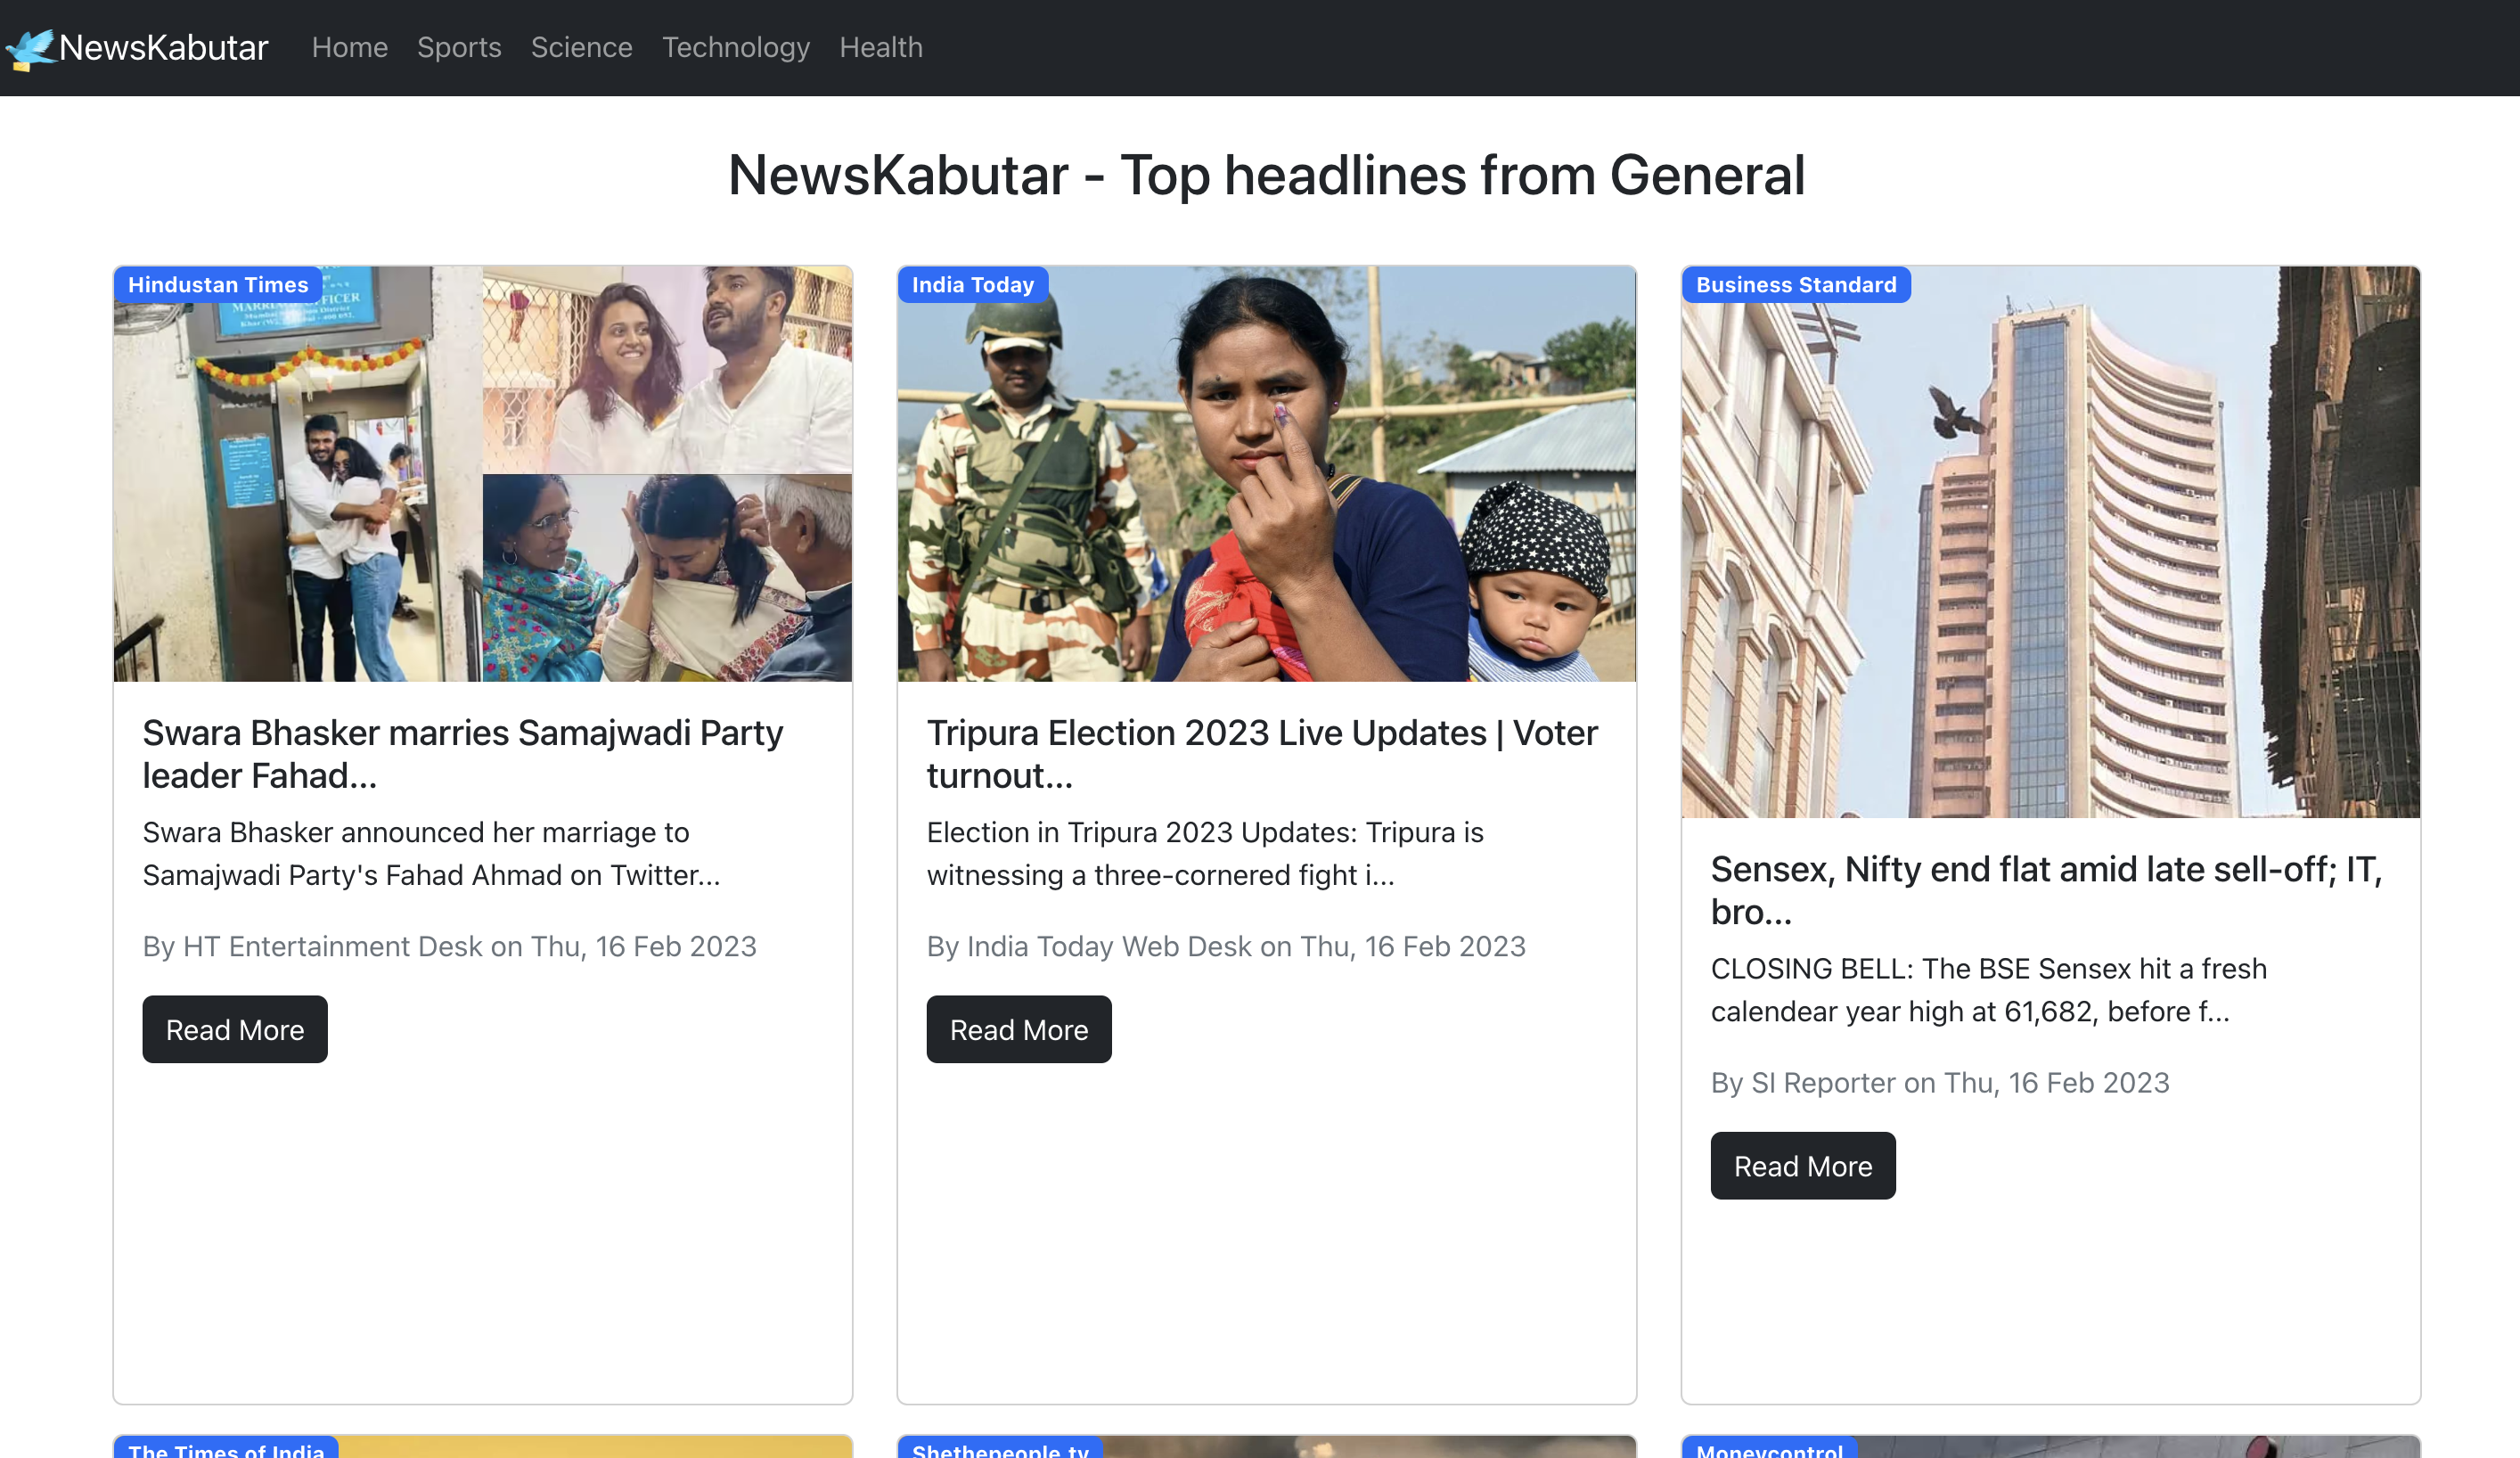 NewsKabutar Home Sports Science Technology Health
NewsKabutar - Top headlines from General
Hindustan Times
MARRIAGE OFFICER
Swara Bhasker marries Samajwadi Party
leader Fahad...
Swara Bhasker announced her marriage to
Samajwadi Party's Fahad Ahmad on Twitter...
By HT Entertainment Desk on Thu, 16 Feb 2023
Read More
India Today
Tripura Election 2023 Live Updates | Voter
turnout...
Election in Tripura 2023 Updates: Tripura is
witnessing a three-cornered fight i...
By India Today Web Desk on Thu, 16 Feb 2023
Read More
Business Standard
Sensex, Nifty end flat amid late sell-off; IT,
bro...
CLOSING BELL: The BSE Sensex hit a fresh
calendear year high at 61,682, before f...
By SI Reporter on Thu, 16 Feb 2023
Read More
The Times of India
Shethepeople.tv
Moneycontrol